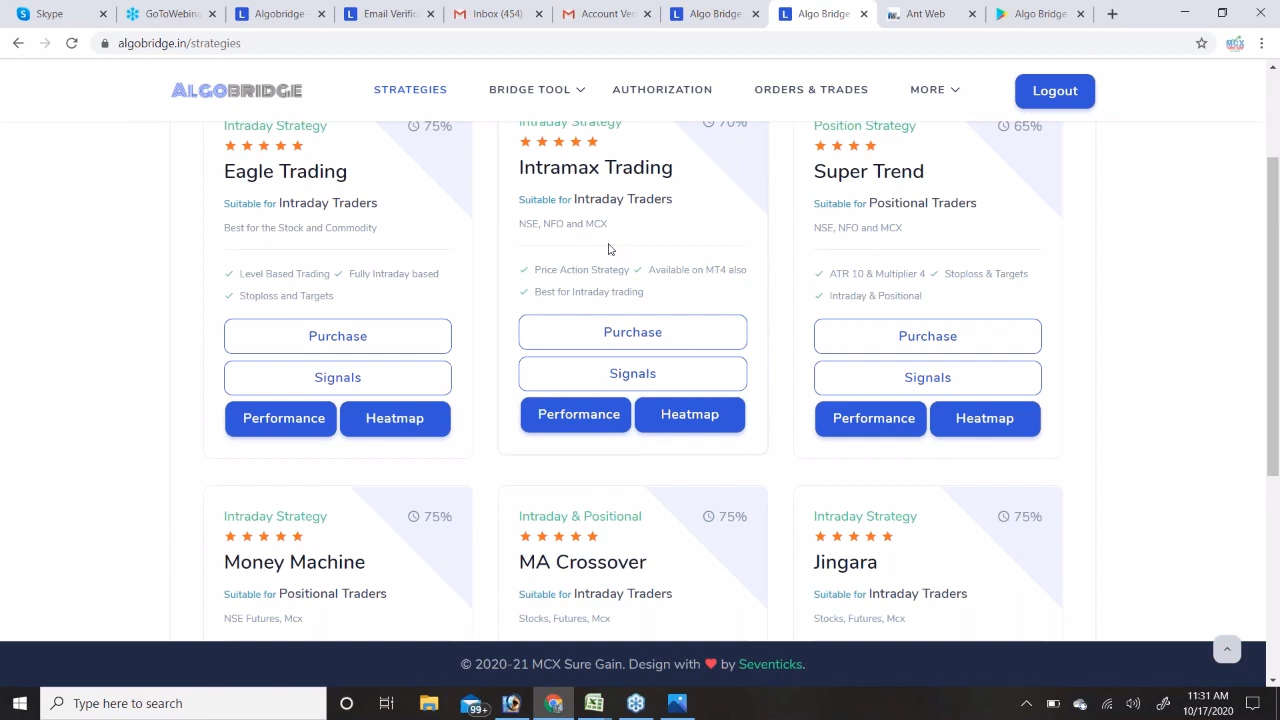 Skype
GoToWebina
Algobridge -
Email Verific
Inbox (454)
Account Ver
Algo Bridge
Algo Bridge
Ant Web
Algo Bridge
algobridge.in/strategies
ALGOBRIDGE
STRATEGIES
BRIDGE TOOL
AUTHORIZATION
ORDERS & TRADES
MORE
Logout
Intraday Strategy
75%
Eagle Trading
Suitable for Intraday Traders
Best for the Stock and Commodity
Level Based Trading
Fully Intraday based
Stoploss and Targets
Purchase
Signals
Performance
Heatmap
Intraday Strategy
70%
Intramax Trading
Suitable for Intraday Traders
NSE, NFO and MCX
Price Action Strategy
Available on MT4 also
Best for Intraday trading
Purchase
Signals
Performance
Heatmap
Position Strategy
65%
Super Trend
Suitable for Positional Traders
NSE, NFO and MCX
ATR 10 & Multiplier 4
Stoploss & Targets
Intraday & Positional
Purchase
Signals
Performance
Heatmap
Intraday Strategy
75%
Money Machine
Suitable for Positional Traders
NSE Futures, Mcx
Intraday & Positional
75%
MA Crossover
Suitable for Intraday Traders
Stocks, Futures, Mcx
Intraday Strategy
75%
Jingara
Suitable for Intraday Traders
Stocks, Futures, Mcx
© 2020-21 MCX Sure Gain. Design with ❤ by Seventicks.
Type here to search
99+
11:31 AM
10/17/2020